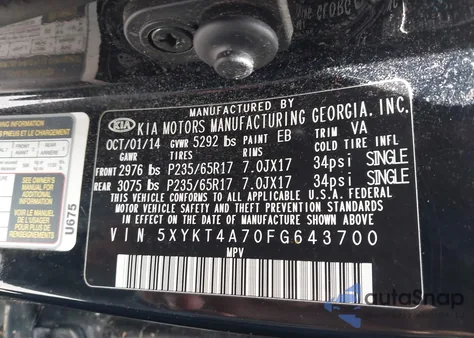 MANUFACTURED BY
KIA KIA MOTORS MANUFACTURING GEORGIA, INC.
OCT/01/14 GVWR 5292 lbs PAINT EB TRIM VA
GAWR TIRES RIMS COLD TIRE INFL
FRONT 2976 lbs P235/65R17 7.0JX17 34psi SINGLE
REAR 3075 lbs P235/65R17 7.0JX17 34psi SINGLE
THIS VEHICLE CONFORMS TO ALL APPLICABLE U.S.A. FEDERAL
MOTOR VEHICLE SAFETY AND THEFT PREVENTION STANDARDS
IN EFFECT ON THE DATE OF MANUFACTURE SHOWN ABOVE.
VIN 5XYKT4A70FG643700
MPV
U675
autoSnap